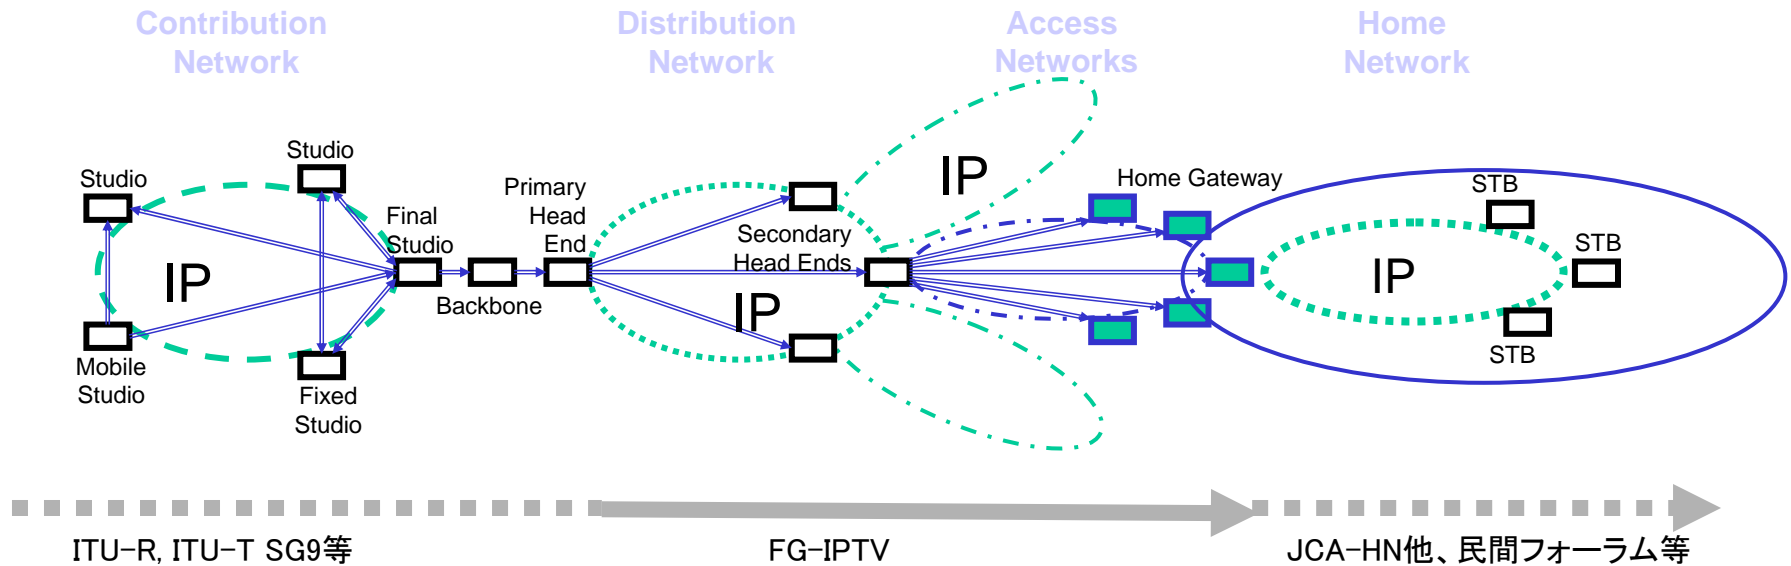 Contribution
Network
Distribution
Network
Access
Networks
Home
Network
Studio
Studio
IP
Mobile
Studio
Fixed
Studio
Final
Studio
Backbone
Primary
Head
End
IP
Secondary
Head Ends
IP
Home Gateway
IP
STB
STB
STB
ITU-R, ITU-T SG9等
FG-IPTV
JCA-HN他、民間フォーラム等